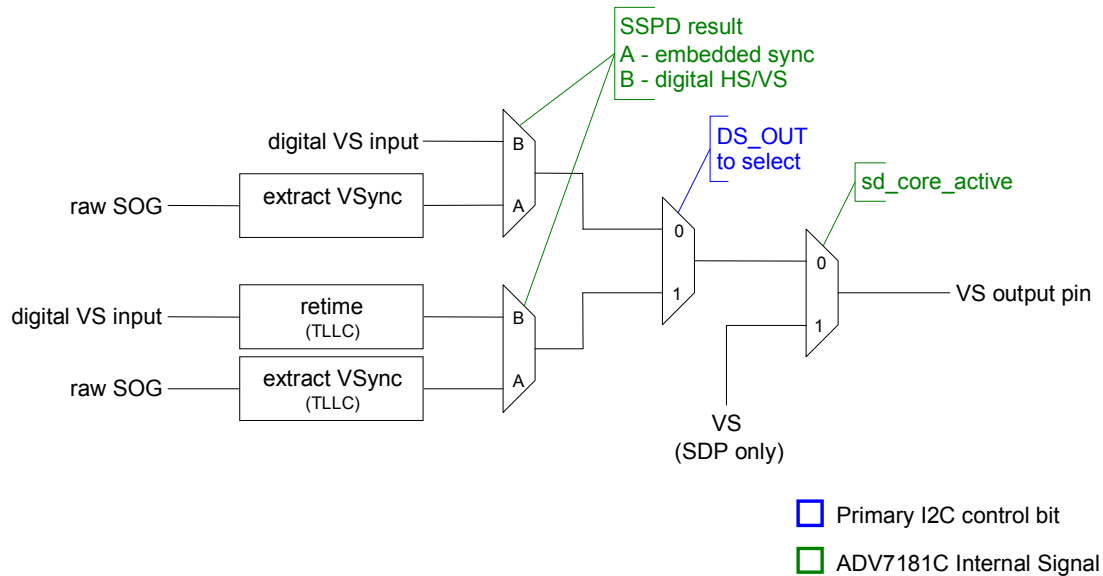 SSPD result
A - embedded sync
B - digital HS/VS
digital VS input
B
DS_OUT
to select
sd_core_active
raw SOG
extract VSync
A
0
0
digital VS input
retime
(TLLC)
B
1
VS output pin
1
raw SOG
extract VSync
(TLLC)
A
VS
(SDP only)
Primary I2C control bit
ADV7181C Internal Signal